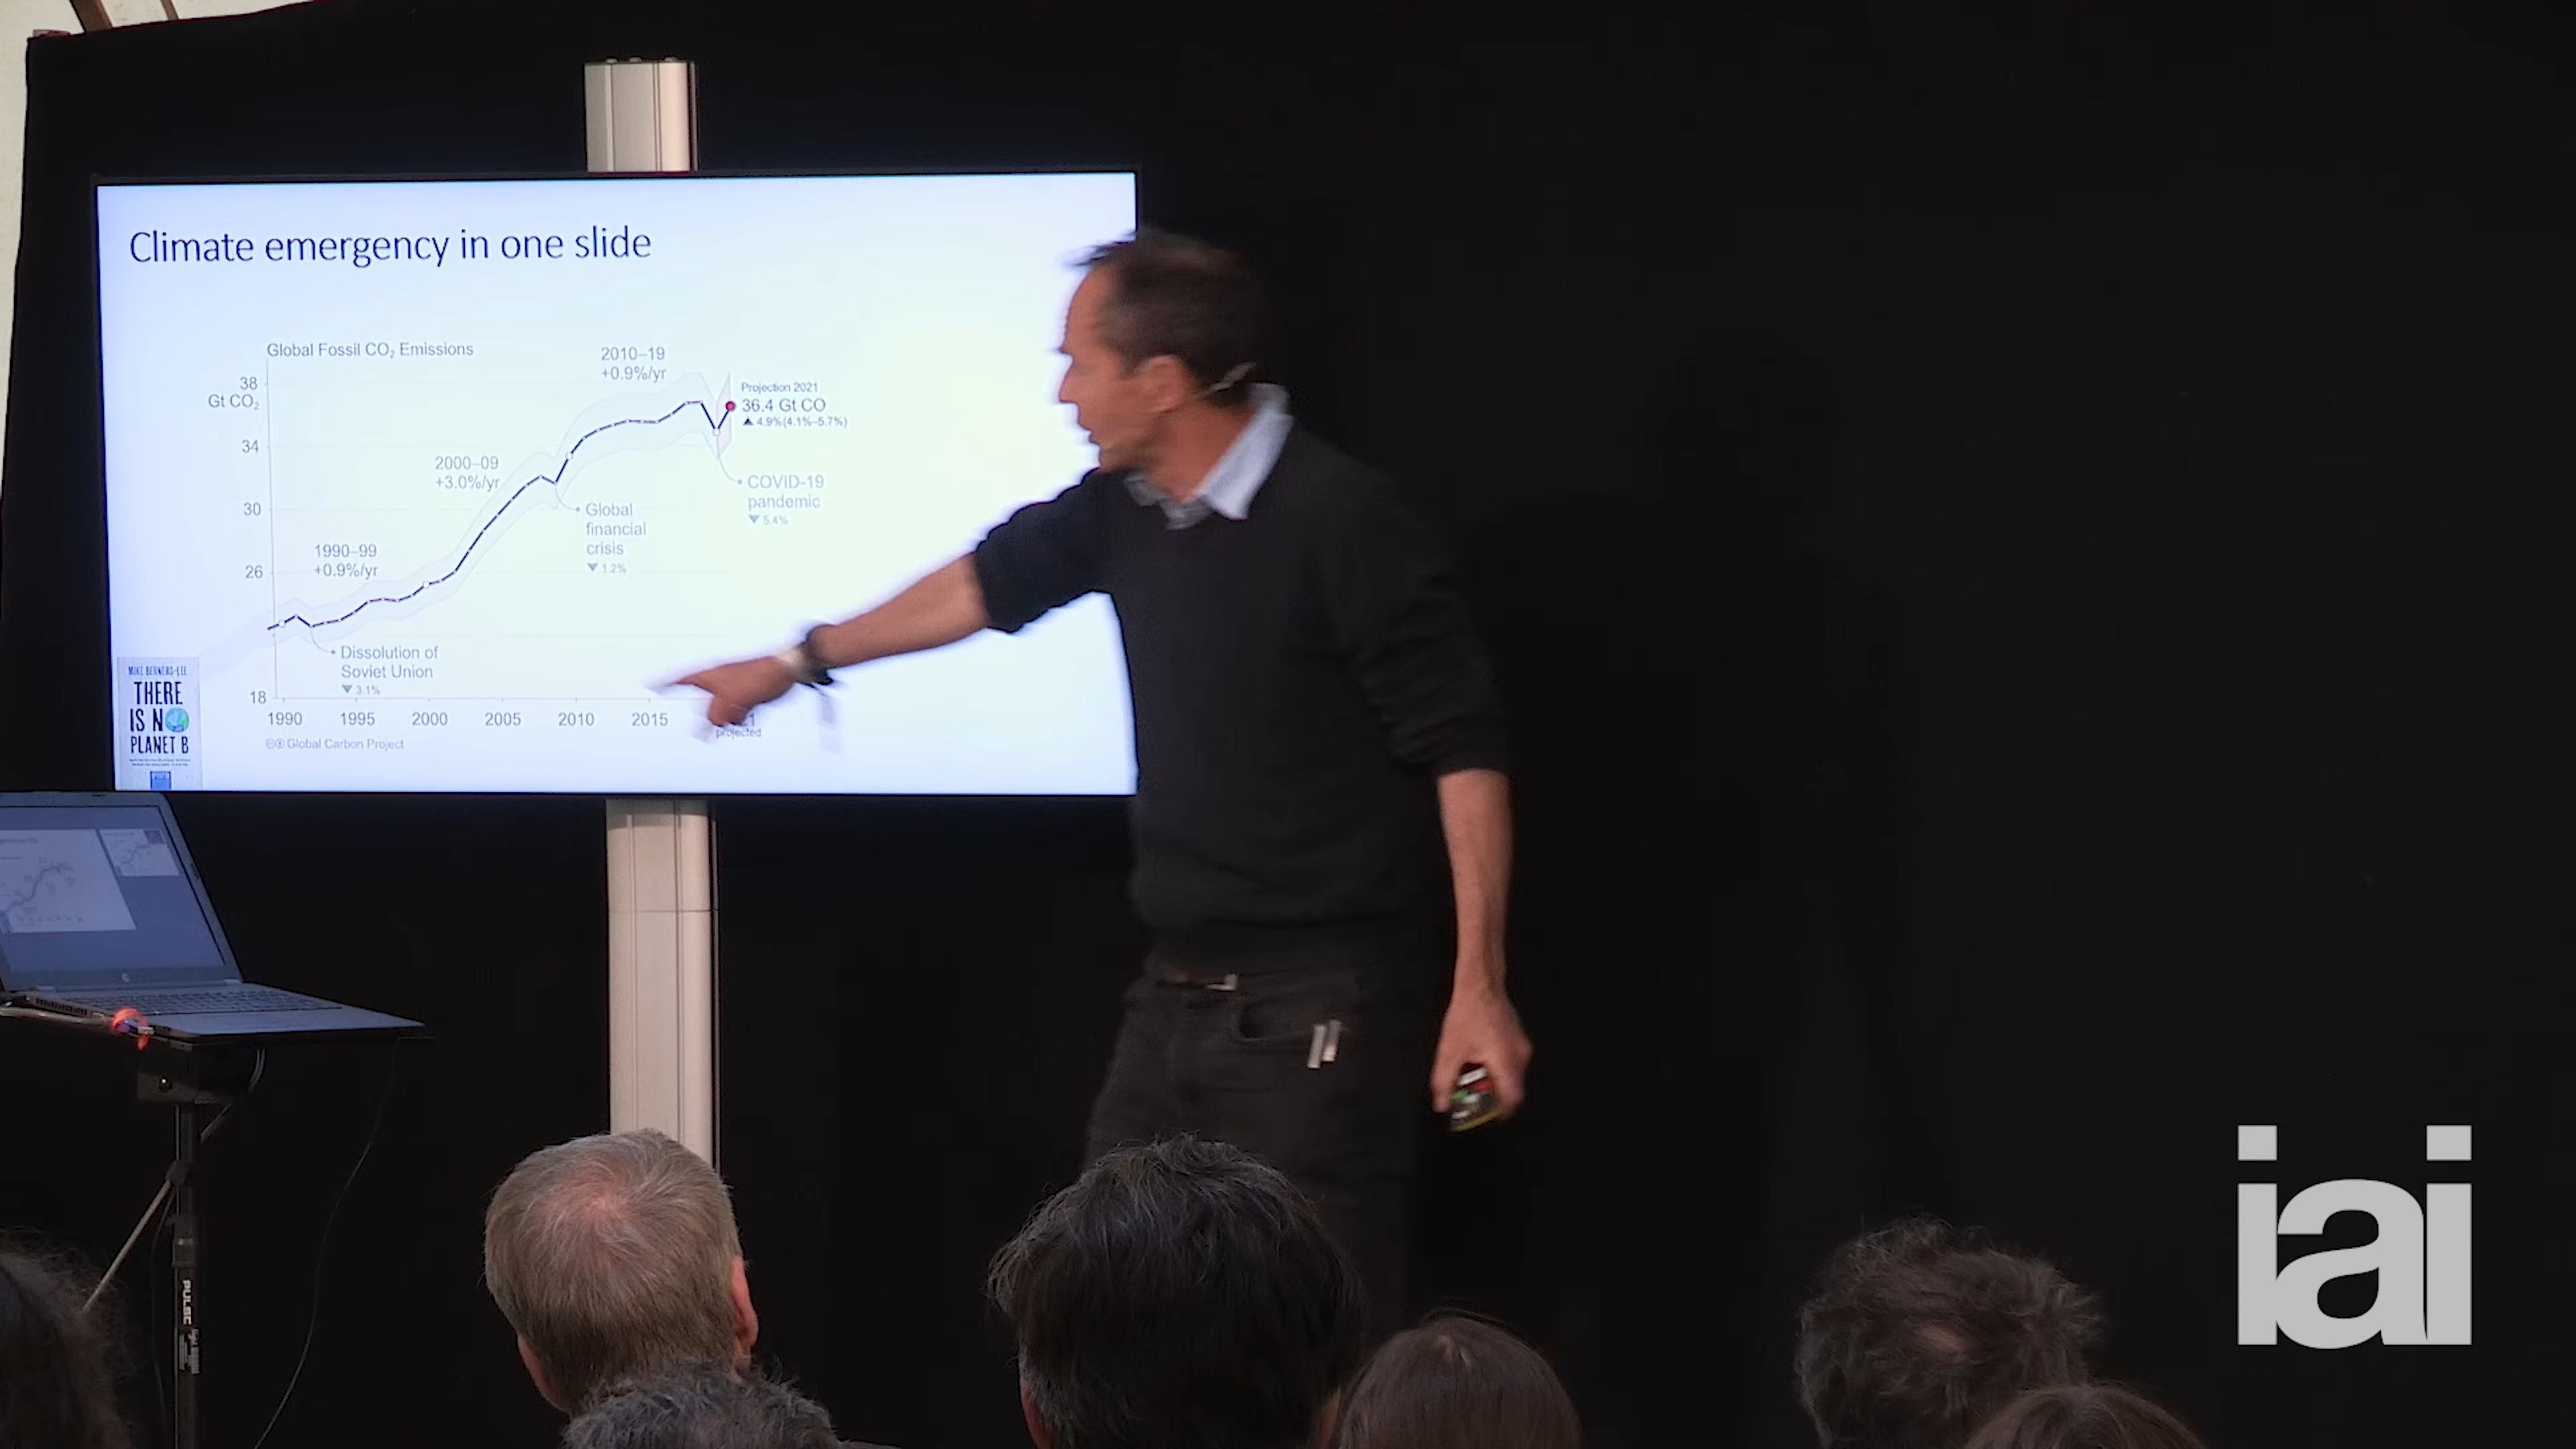 Climate emergency in one slide
Global Fossil CO₂ Emissions
2010–19
+0.9%/yr
38
Gt CO₂
Projection 2021
36.4 Gt CO
▲ 4.9%(4.1%–5.7%)
34
2000–09
+3.0%/yr
COVID-19
pandemic
▼ 5.4%
30
Global
financial
crisis
▼ 1.2%
1990–99
+0.9%/yr
26
Dissolution of
Soviet Union
▼ 3.1%
18
1990 1995 2000 2005 2010 2015
projected
Global Carbon Project
MIKE BERNERS-LEE
THERE
IS NO
PLANET B
hp
PULSE
iai